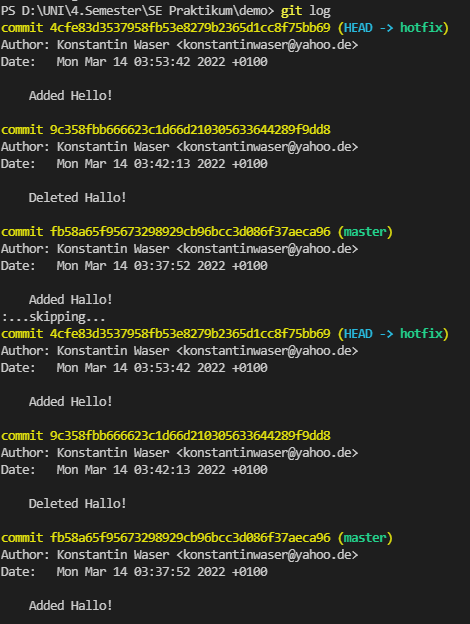 PS D:\UNI\4.Semester\SE Praktikum\demo> git log
commit 4cfe83d3537958fb53e8279b2365d1cc8f75bb69 (HEAD -> hotfix)
Author: Konstantin Waser <konstantinwaser@yahoo.de>
Date:   Mon Mar 14 03:53:42 2022 +0100

    Added Hello!

commit 9c358fbb666623c1d66d210305633644289f9dd8
Author: Konstantin Waser <konstantinwaser@yahoo.de>
Date:   Mon Mar 14 03:42:13 2022 +0100

    Deleted Hallo!

commit fb58a65f95673298929cb96bcc3d086f37aeca96 (master)
Author: Konstantin Waser <konstantinwaser@yahoo.de>
Date:   Mon Mar 14 03:37:52 2022 +0100

    Added Hallo!
:...skipping...
commit 4cfe83d3537958fb53e8279b2365d1cc8f75bb69 (HEAD -> hotfix)
Author: Konstantin Waser <konstantinwaser@yahoo.de>
Date:   Mon Mar 14 03:53:42 2022 +0100

    Added Hello!

commit 9c358fbb666623c1d66d210305633644289f9dd8
Author: Konstantin Waser <konstantinwaser@yahoo.de>
Date:   Mon Mar 14 03:42:13 2022 +0100

    Deleted Hallo!

commit fb58a65f95673298929cb96bcc3d086f37aeca96 (master)
Author: Konstantin Waser <konstantinwaser@yahoo.de>
Date:   Mon Mar 14 03:37:52 2022 +0100

    Added Hallo!